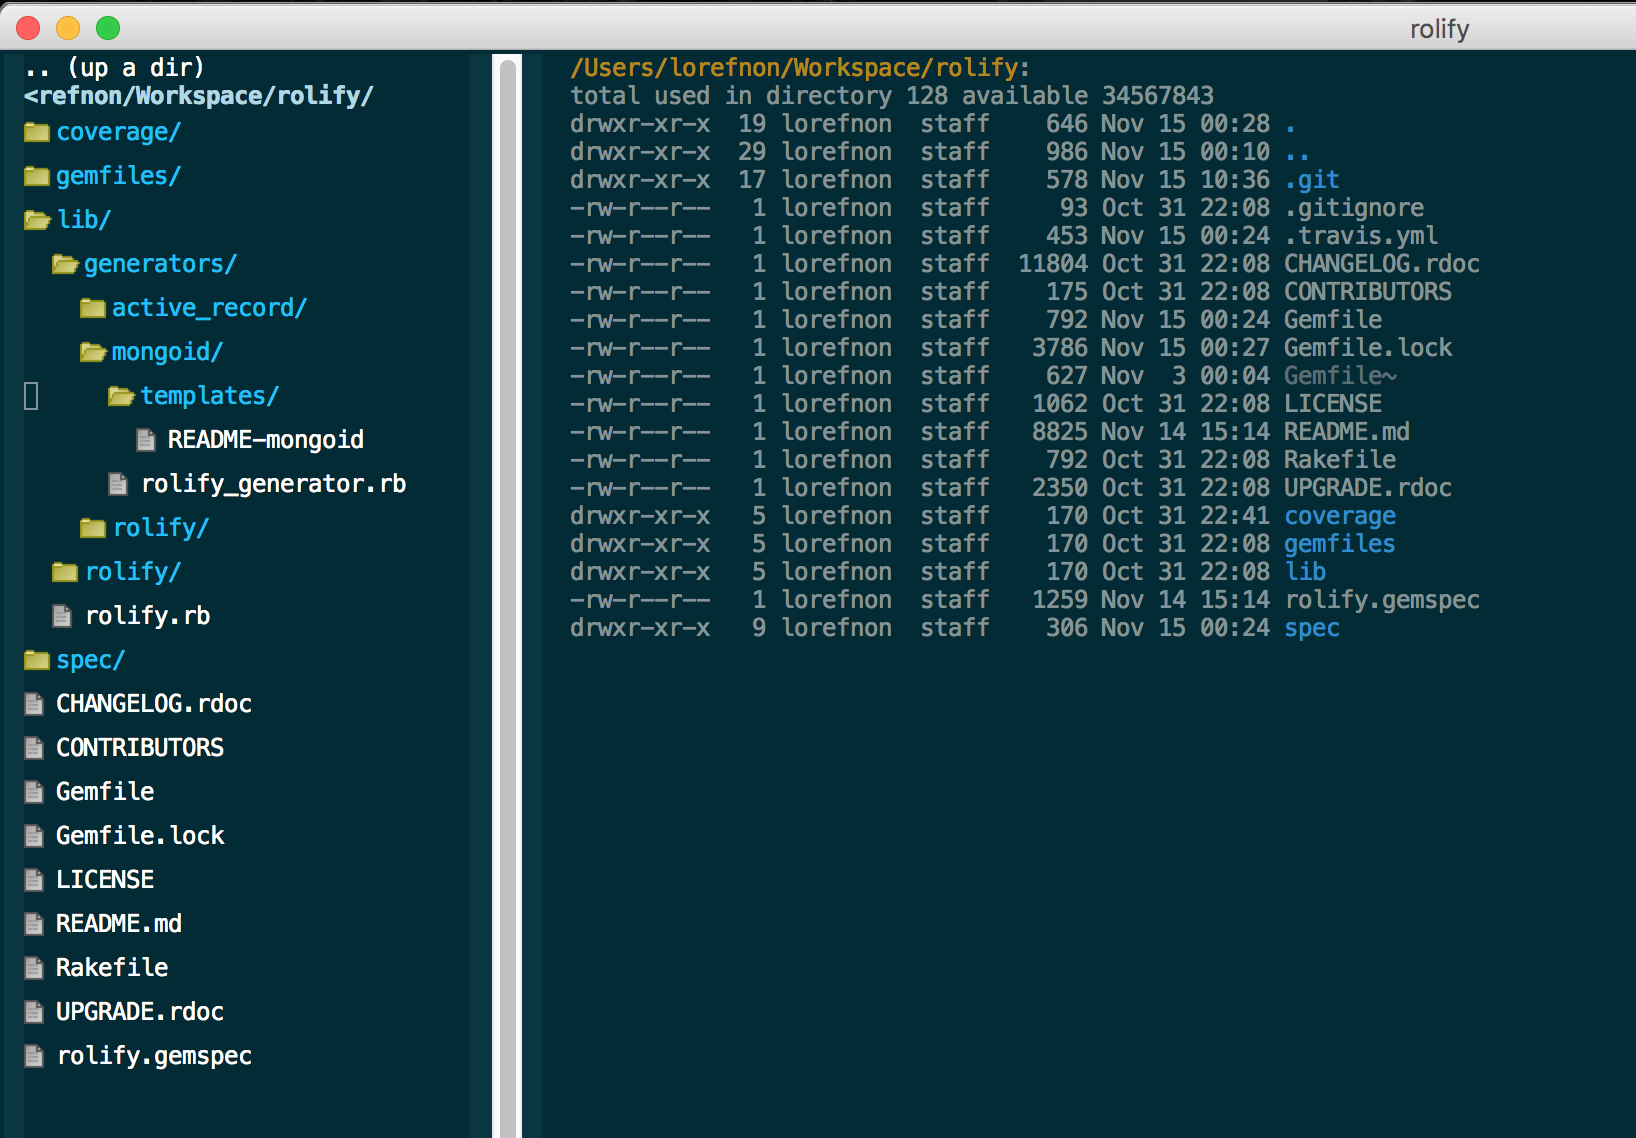 rolify
.. (up a dir)
<refnon/Workspace/rolify/
coverage/
gemfiles/
lib/
generators/
active_record/
mongoid/
templates/
README-mongoid
rolify_generator.rb
rolify/
rolify/
rolify.rb
spec/
CHANGELOG.rdoc
CONTRIBUTORS
Gemfile
Gemfile.lock
LICENSE
README.md
Rakefile
UPGRADE.rdoc
rolify.gemspec
/Users/lorefnon/Workspace/rolify:
total used in directory 128 available 34567843
drwxr-xr-x  19 lorefnon  staff    646 Nov 15 00:28 .
drwxr-xr-x  29 lorefnon  staff    986 Nov 15 00:10 ..
drwxr-xr-x  17 lorefnon  staff    578 Nov 15 10:36 .git
-rw-r--r--   1 lorefnon  staff     93 Oct 31 22:08 .gitignore
-rw-r--r--   1 lorefnon  staff    453 Nov 15 00:24 .travis.yml
-rw-r--r--   1 lorefnon  staff  11804 Oct 31 22:08 CHANGELOG.rdoc
-rw-r--r--   1 lorefnon  staff    175 Oct 31 22:08 CONTRIBUTORS
-rw-r--r--   1 lorefnon  staff    792 Nov 15 00:24 Gemfile
-rw-r--r--   1 lorefnon  staff   3786 Nov 15 00:27 Gemfile.lock
-rw-r--r--   1 lorefnon  staff    627 Nov  3 00:04 Gemfile~
-rw-r--r--   1 lorefnon  staff   1062 Oct 31 22:08 LICENSE
-rw-r--r--   1 lorefnon  staff   8825 Nov 14 15:14 README.md
-rw-r--r--   1 lorefnon  staff    792 Oct 31 22:08 Rakefile
-rw-r--r--   1 lorefnon  staff   2350 Oct 31 22:08 UPGRADE.rdoc
drwxr-xr-x   5 lorefnon  staff    170 Oct 31 22:41 coverage
drwxr-xr-x   5 lorefnon  staff    170 Oct 31 22:08 gemfiles
drwxr-xr-x   5 lorefnon  staff    170 Oct 31 22:08 lib
-rw-r--r--   1 lorefnon  staff   1259 Nov 14 15:14 rolify.gemspec
drwxr-xr-x   9 lorefnon  staff    306 Nov 15 00:24 spec